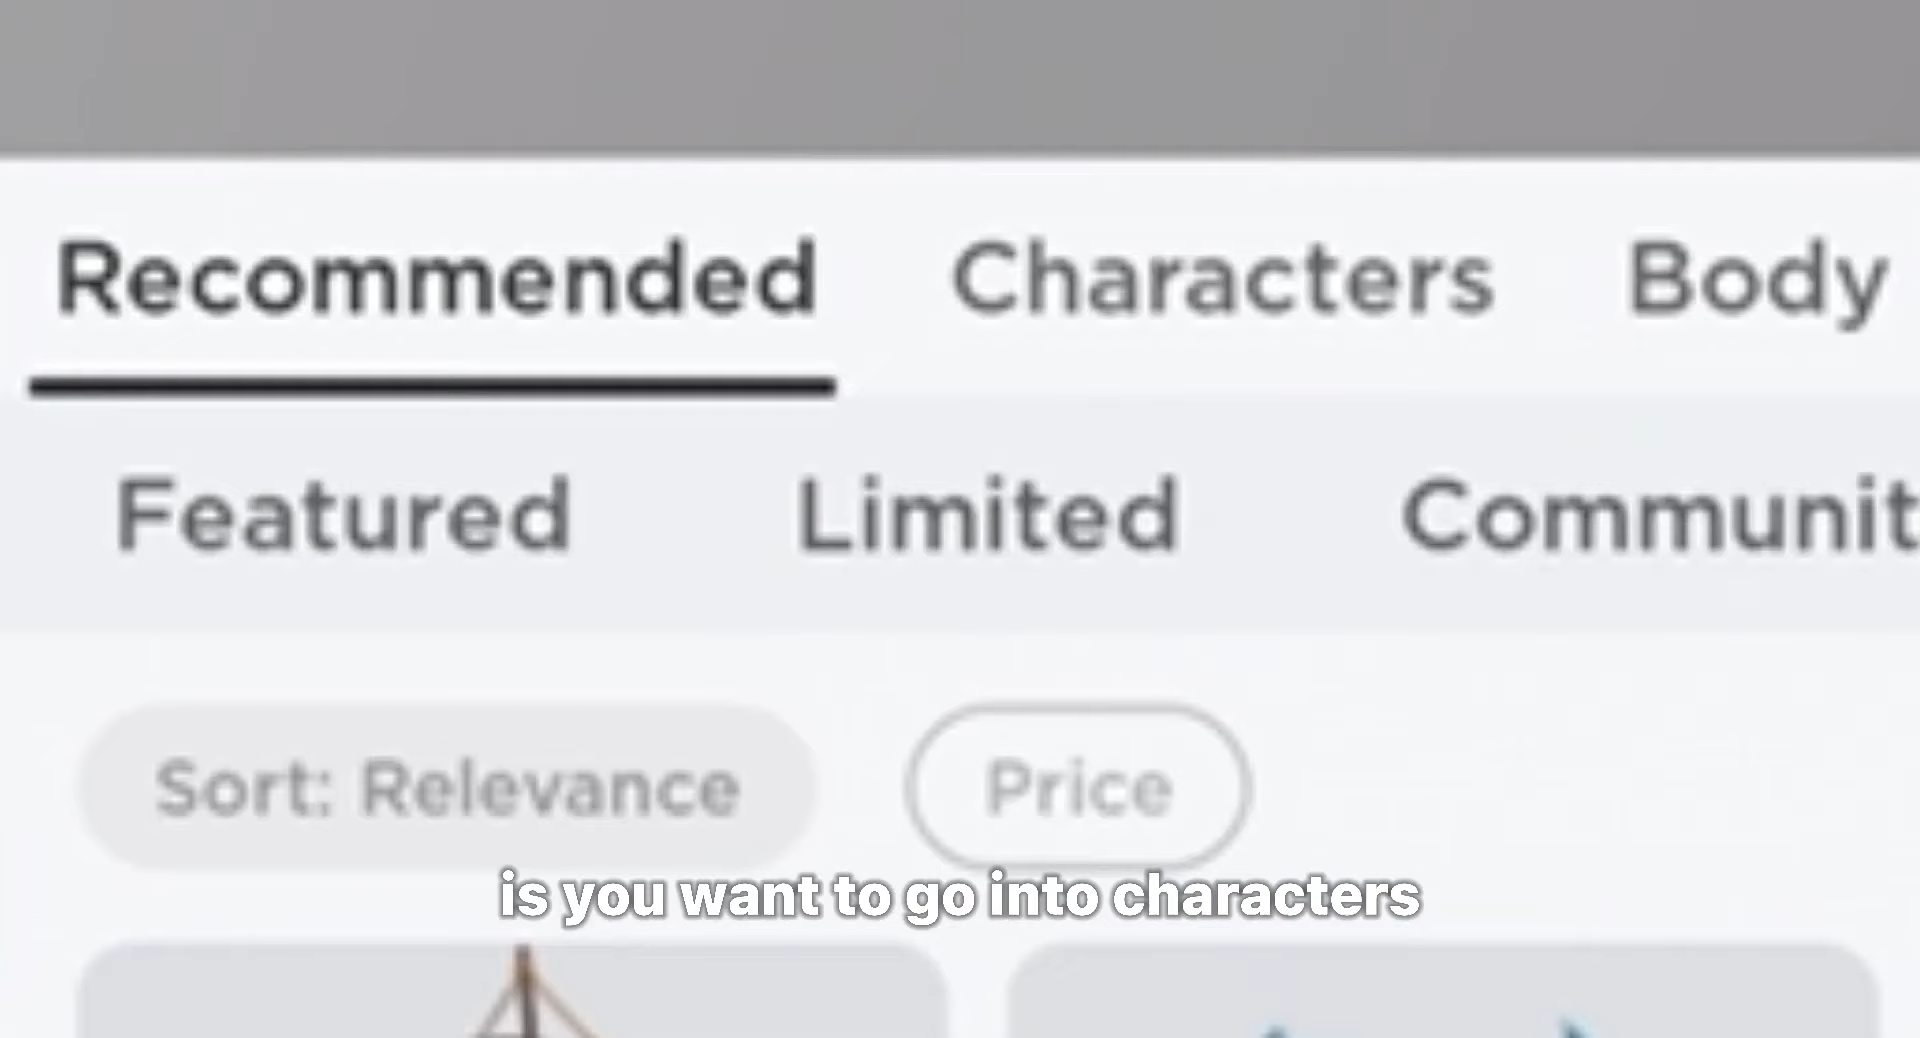 Recommended Characters Body
Featured Limited Communit
Sort: Relevance Price
is you want to go into characters